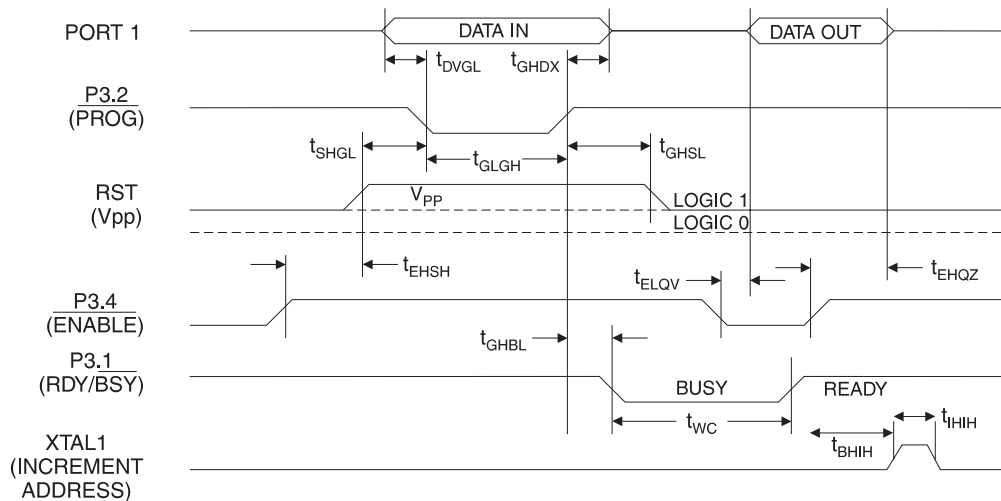 PORT 1
DATA IN
DATA OUT
tDVGL
tGHDX
P3.2
(PROG)
tSHGL
tGLGH
tGHSL
RST
(Vpp)
VPP
LOGIC 1
LOGIC 0
tEHSH
tELQV
tEHQZ
P3.4
(ENABLE)
tGHBL
P3.1
(RDY/BSY)
BUSY
READY
tWC
tIHIH
tBHIH
XTAL1
(INCREMENT
ADDRESS)